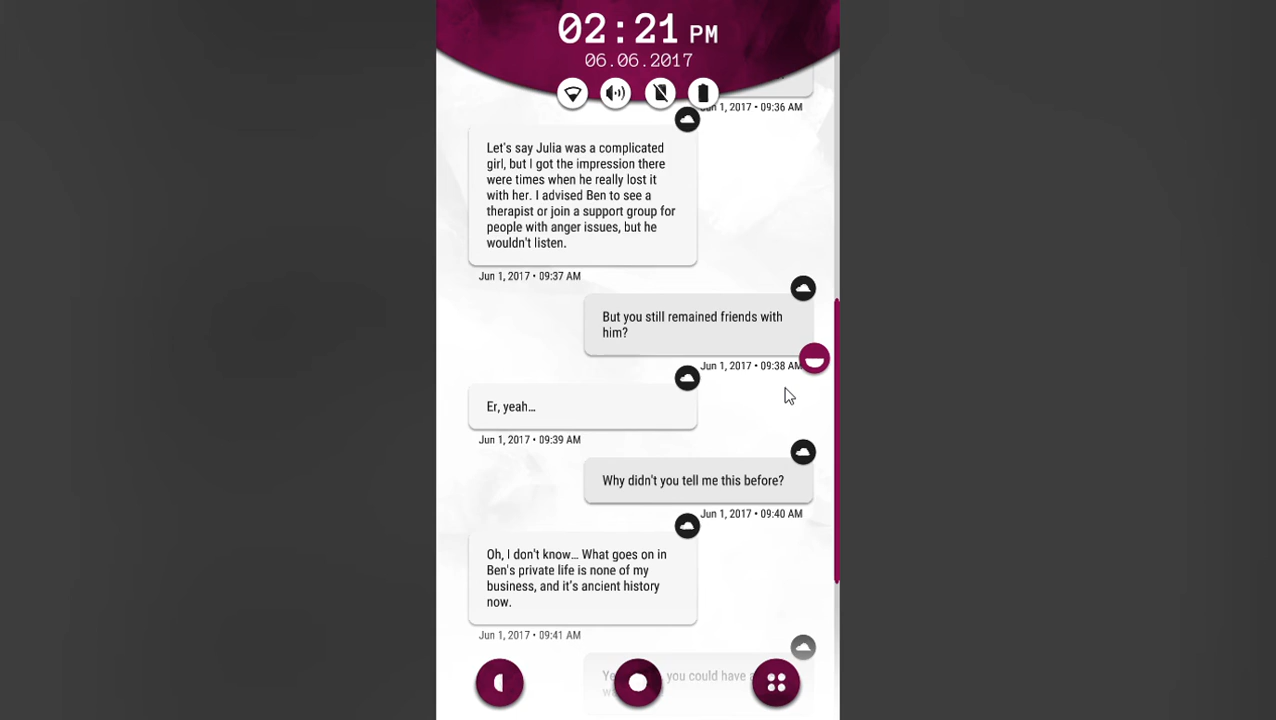 02:21 PM
06.06.2017
Jun 1, 2017 • 09:36 AM
Let's say Julia was a complicated
girl, but I got the impression there
were times when he really lost it
with her. I advised Ben to see a
therapist or join a support group for
people with anger issues, but he
wouldn't listen.
Jun 1, 2017 • 09:37 AM
But you still remained friends with
him?
Jun 1, 2017 • 09:38 AM
Er, yeah...
Jun 1, 2017 • 09:39 AM
Why didn't you tell me this before?
Jun 1, 2017 • 09:40 AM
Oh, I don't know... What goes on in
Ben's private life is none of my
business, and it's ancient history
now.
Jun 1, 2017 • 09:41 AM
you could have